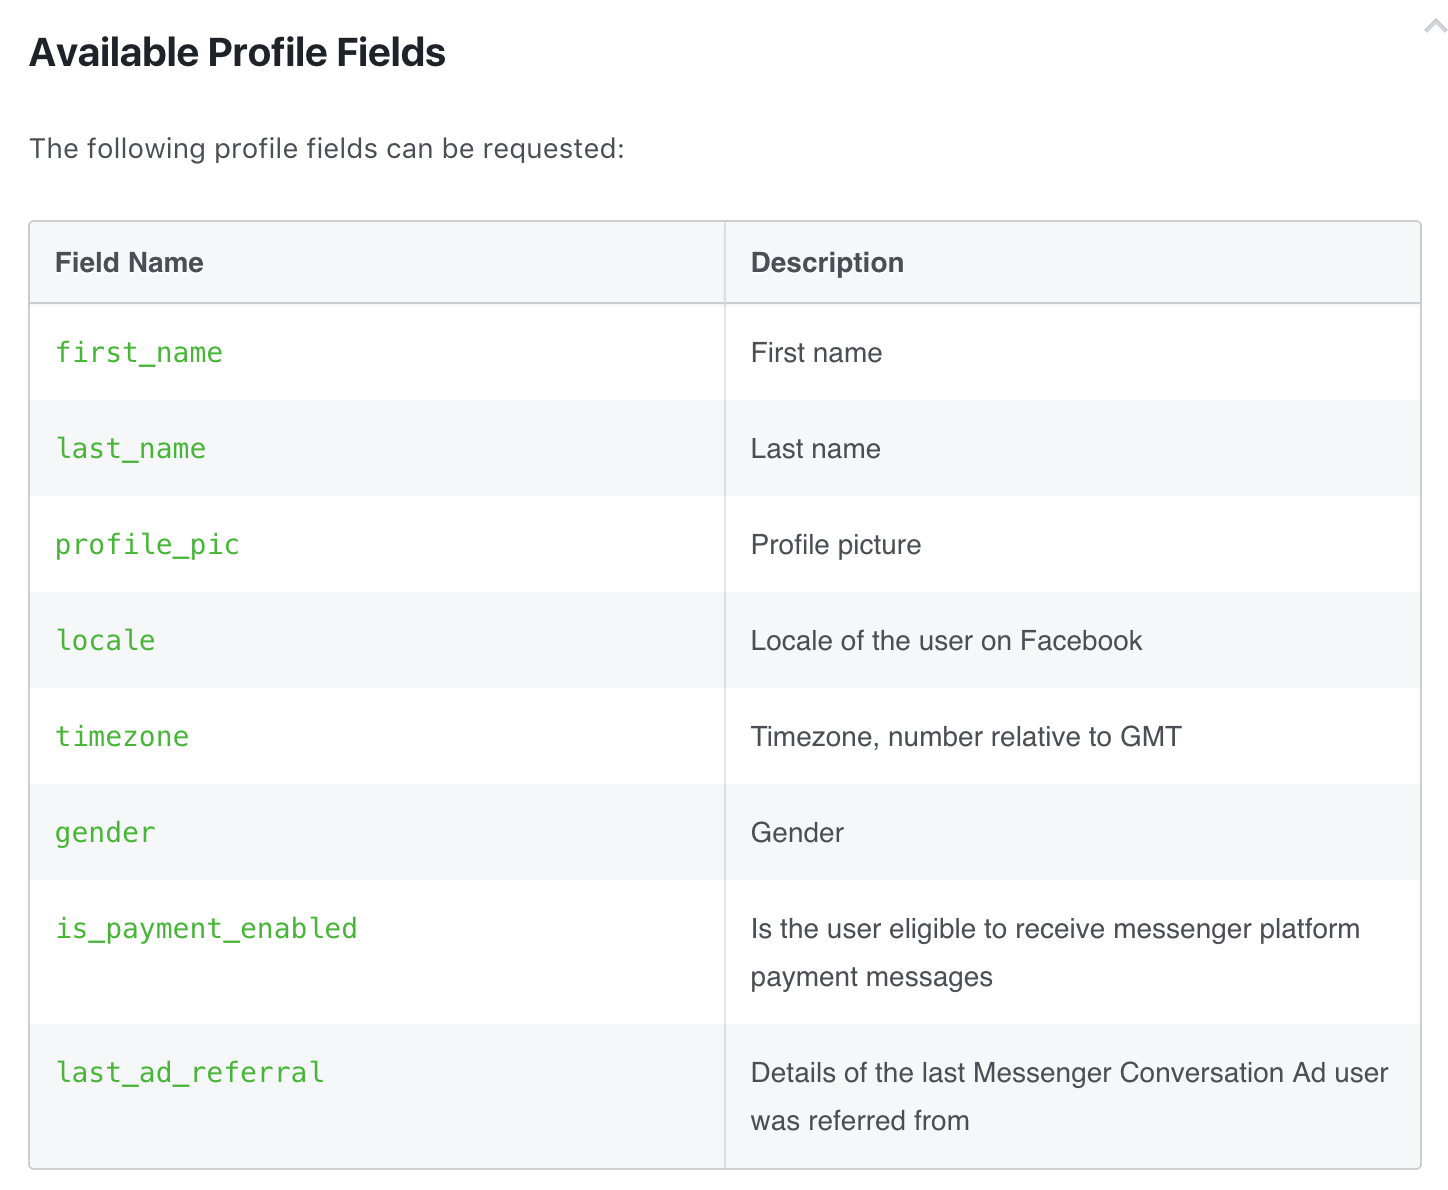 Available Profile Fields
The following profile fields can be requested:
Field Name Description
first_name First name
last_name Last name
profile_pic Profile picture
locale Locale of the user on Facebook
timezone Timezone, number relative to GMT
gender Gender
is_payment_enabled Is the user eligible to receive messenger platform
payment messages
last_ad_referral Details of the last Messenger Conversation Ad user
was referred from